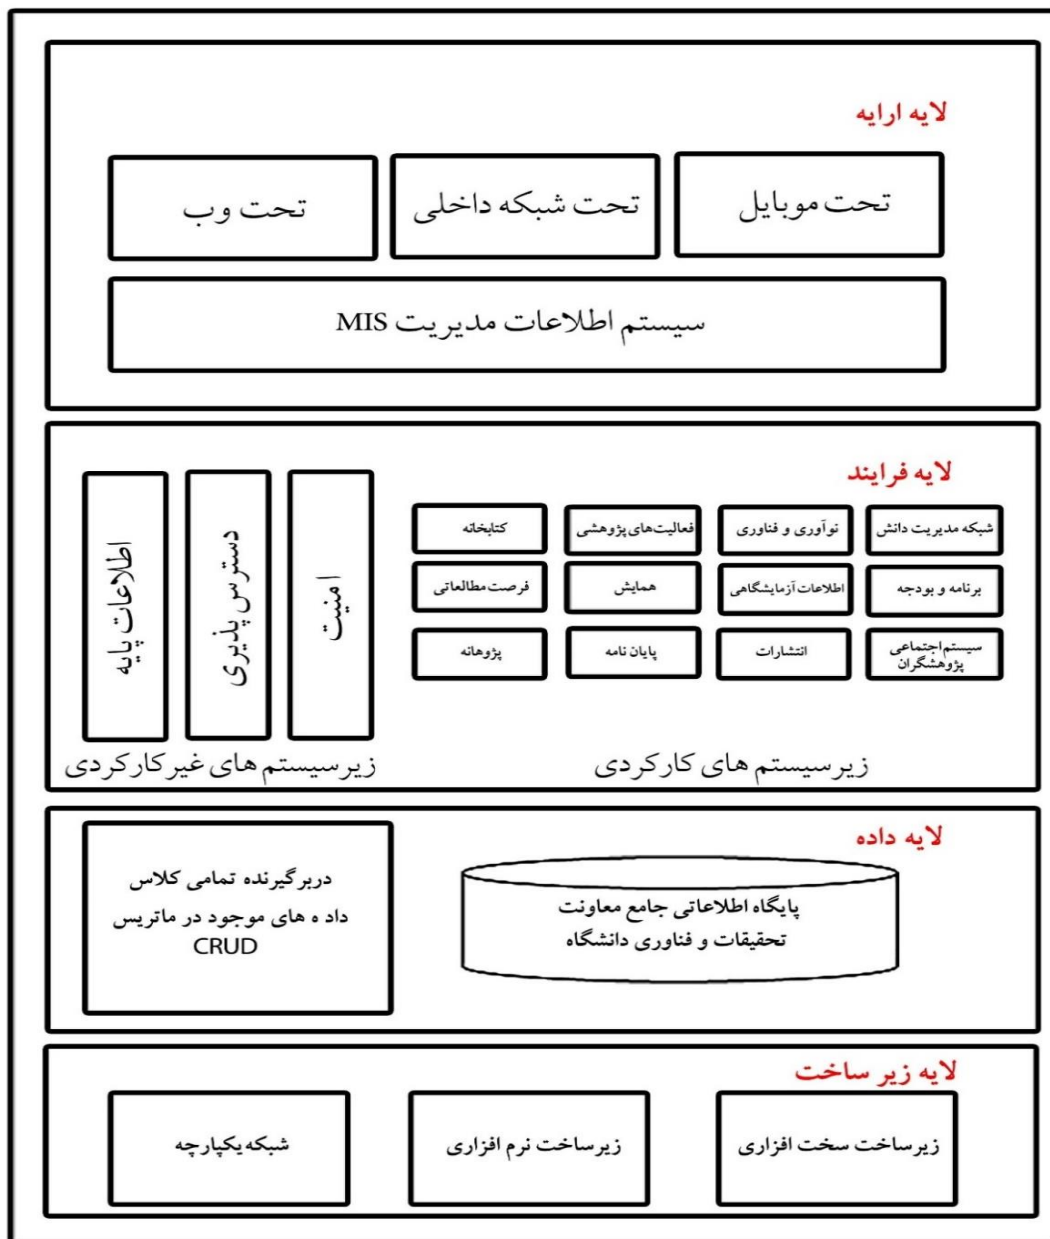 لایه ارایه
تحت موبایل
تحت شبکه داخلی
تحت وب
سیستم اطلاعات مدیریت MIS
لایه فرایند
شبکه مدیریت دانش
نوآوری و فناوری
فعالیت‌های پژوهشی
کتابخانه
برنامه و بودجه
اطلاعات آزمایشگاهی
همایش
فرصت مطالعاتی
سیستم اجتماعی
پژوهشگران
انتشارات
پایان نامه
پژوهانه
زیرسیستم های کارکردی
امنیت
دسترس پذیری
اطلاعات پایه
زیرسیستم های غیرکارکردی
لایه داده
پایگاه اطلاعاتی جامع معاونت
تحقیقات و فناوری دانشگاه
دربرگیرنده تمامی کلاس
داد ه های موجود در ماتریس
CRUD
لایه زیر ساخت
زیرساخت سخت افزاری
زیرساخت نرم افزاری
شبکه یکپارچه